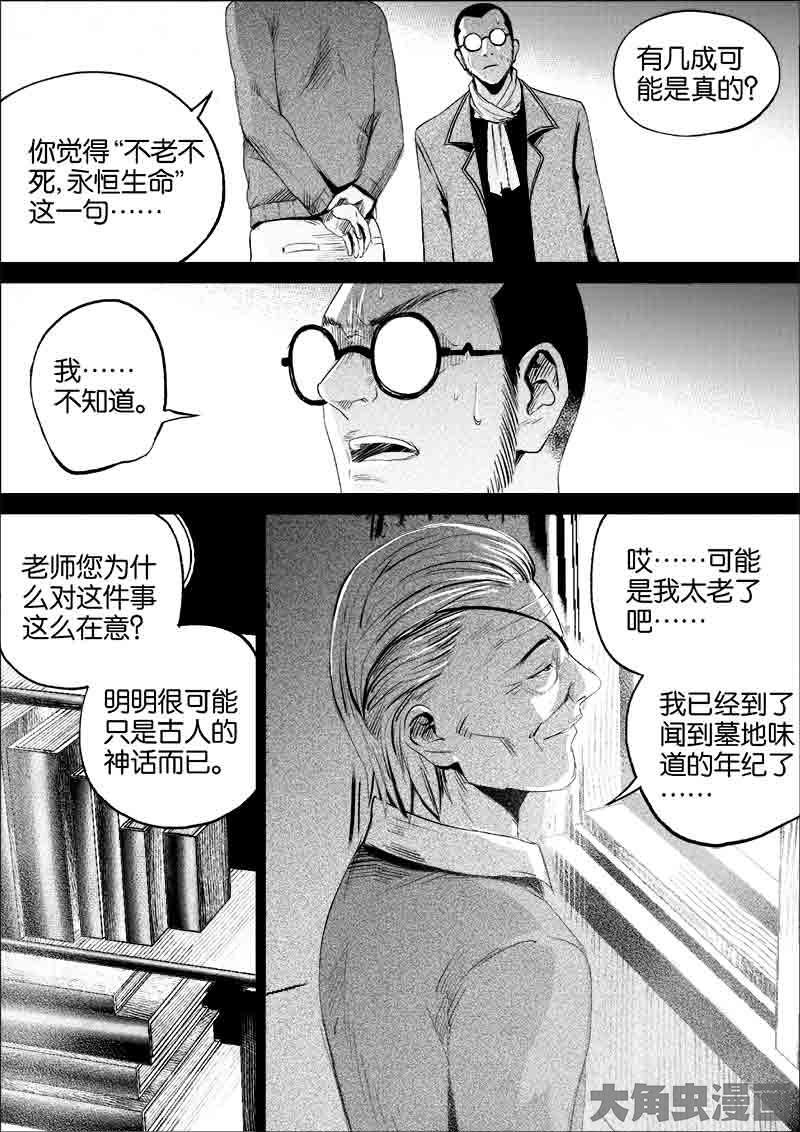 你觉得“不老不
死,永恒生命”
这一句……
有几成可
能是真的?
我……
不知道。
老师您为什
么对这件事
这么在意?
明明很可能
只是古人的
神话而已。
哎……可能
是我太老了
吧……
我已经到了
闻到墓地味
道的年纪了
……
大角虫漫画